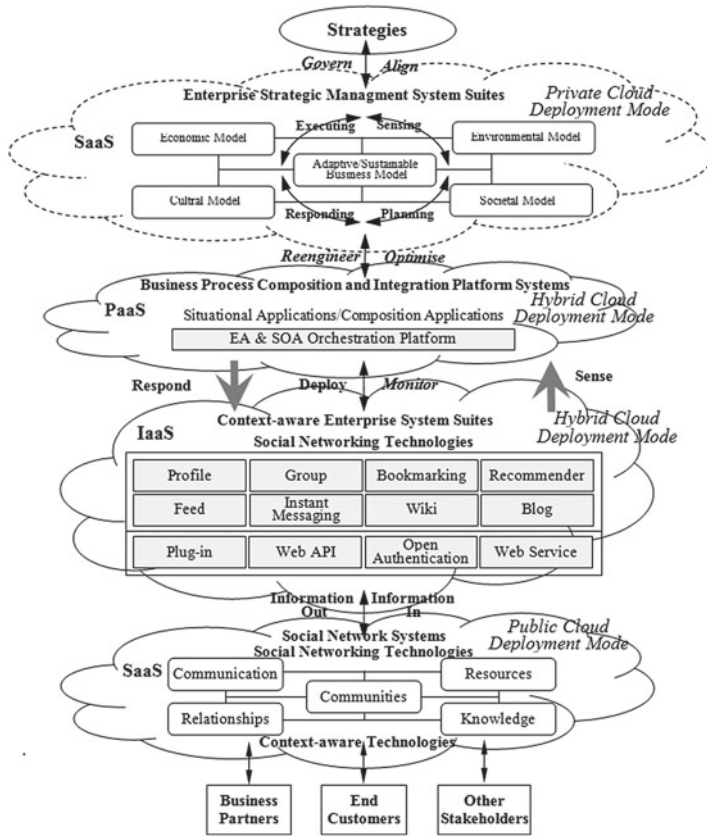 Strategies
Govern Align
Enterprise Strategic Managment System Suites
Private Cloud
Deployment Mode
SaaS
Executing Sensing
Economic Model
Environmental Model
Adaptive/Sustainable
Business Model
Cultral Model
Societal Model
Responding Planning
Reengineer Optimise
Business Process Composition and Integration Platform Systems
PaaS
Hybrid Cloud
Deployment Mode
Situational Applications/Composition Applications
EA & SOA Orchestration Platform
Respond
Deploy Monitor
Sense
Context-aware Enterprise System Suites
IaaS
Hybrid Cloud
Deployment Mode
Social Networking Technologies
Profile Group Bookmarking Recommender
Feed Instant
Messaging Wiki Blog
Plug-in Web API Open
Authentication Web Service
Information Information
Out In
Public Cloud
Deployment Mode
Social Network Systems
Social Networking Technologies
SaaS
Communication Resources
Communities
Relationships Knowledge
Context-aware Technologies
Business
Partners
End
Customers
Other
Stakeholders